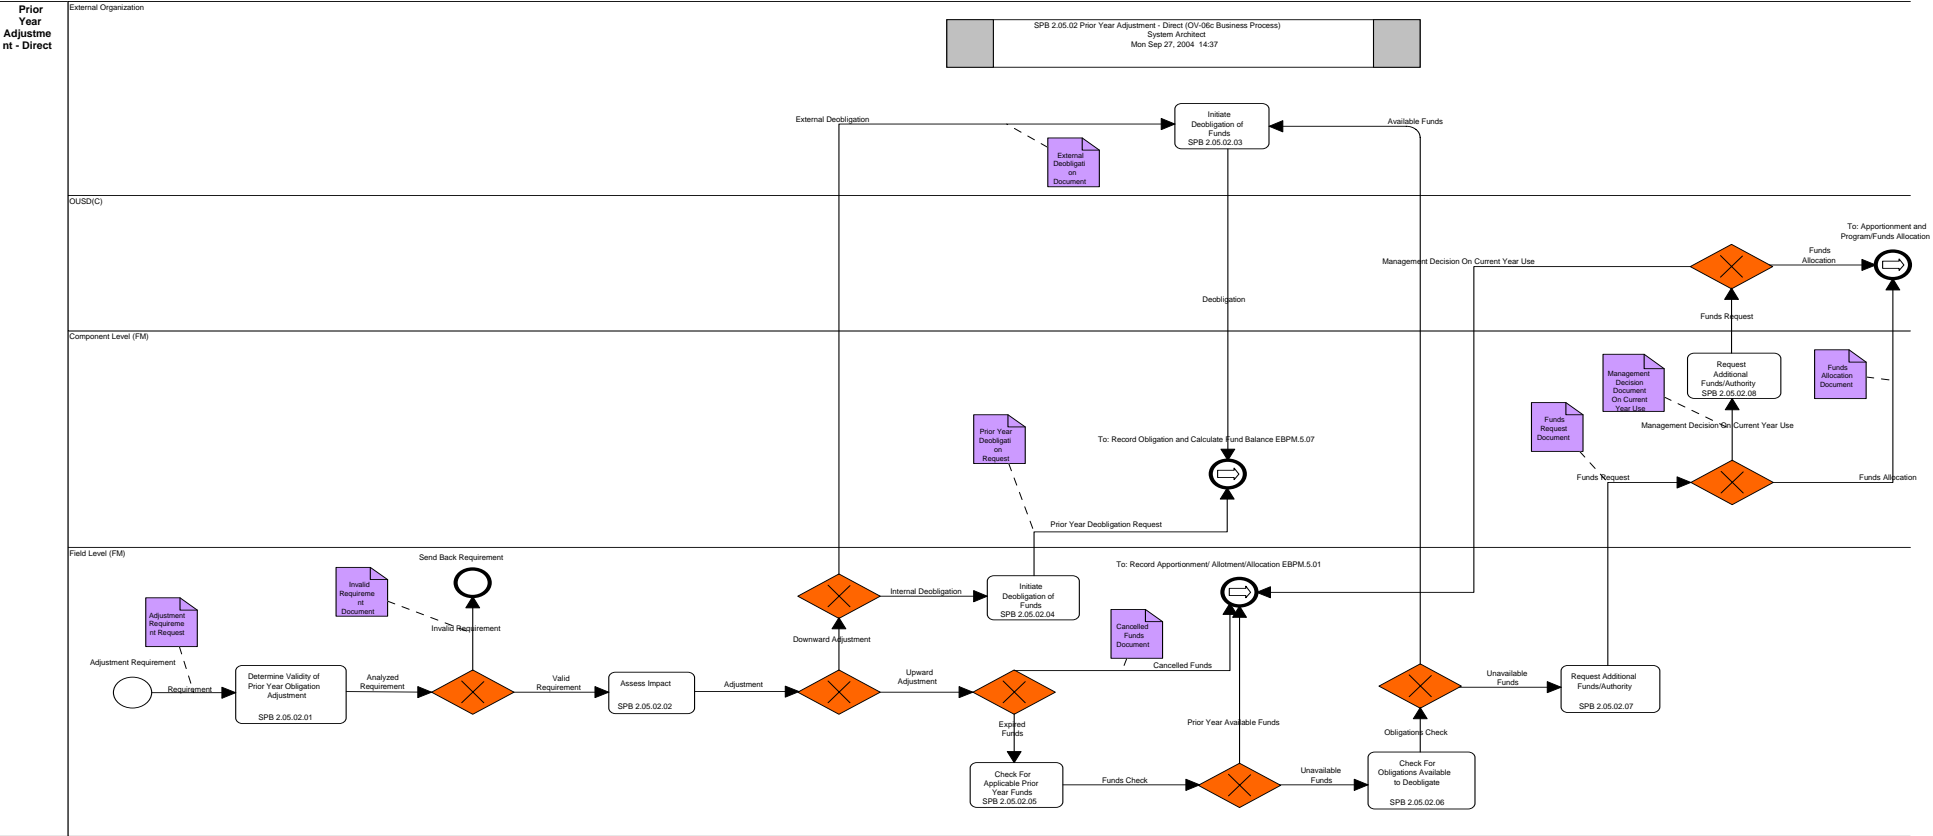 Prior
Year
Adjustme
nt - Direct
External Organization
SPB 2.05.02 Prior Year Adjustment - Direct (OV-06c Business Process)
System Architect
Mon Sep 27, 2004 14:37
External Deobligation
Initiate
Deobligation of
Funds
SPB 2.05.02.03
Available Funds
External
Deobligati
on
Document
OUSD(C)
To: Apportionment and
Program/Funds Allocation
Management Decision On Current Year Use
Funds
Allocation
Deobligation
Funds Request
Component Level (FM)
Management
Decision
Document
On Current
Year Use
Request
Additional
Funds/Authority
SPB 2.05.02.08
Funds
Allocation
Document
Prior Year
Deobligati
on
Request
To: Record Obligation and Calculate Fund Balance EBPM.5.07
Funds
Request
Document
Management Decision On Current Year Use
Funds Request
Funds Allocation
Prior Year Deobligation Request
Field Level (FM)
Send Back Requirement
To: Record Apportionment/ Allotment/Allocation EBPM.5.01
Invalid
Requireme
nt
Document
Internal Deobligation
Initiate
Deobligation of
Funds
SPB 2.05.02.04
Adjustment
Requireme
nt Request
Invalid Requirement
Downward Adjustment
Cancelled
Funds
Document
Adjustment Requirement
Requirement
Determine Validity of
Prior Year Obligation
Adjustment
SPB 2.05.02.01
Analyzed
Requirement
Valid
Requirement
Assess Impact
SPB 2.05.02.02
Adjustment
Upward
Adjustment
Cancelled Funds
Unavailable
Funds
Request Additional
Funds/Authority
SPB 2.05.02.07
Expired
Funds
Prior Year Available Funds
Obligations Check
Check For
Applicable Prior
Year Funds
SPB 2.05.02.05
Funds Check
Unavailable
Funds
Check For
Obligations Available
to Deobligate
SPB 2.05.02.06